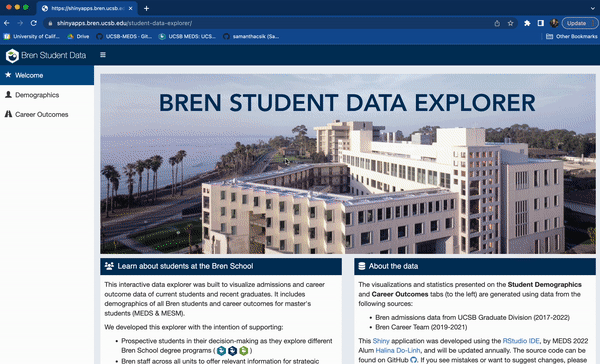 https://shinyapps.bren.ucsb.ed
shinyapps.bren.ucsb.edu/student-data-explorer/
Update
University of Calif...
Drive
UCSB-MEDS - Git...
UCSB MEDS: UCS...
samanthacsik (Sa...
Other Bookmarks
Bren Student Data
Welcome
Demographics
Career Outcomes
BREN STUDENT DATA EXPLORER
Learn about students at the Bren School
This interactive data explorer was built to visualize admissions and career
outcome data of current students and recent graduates. It includes
demographics of all Bren students and career outcomes for master's
students (MEDS & MESM).
We developed this explorer with the intention of supporting:
• Prospective students in their decision-making as they explore different
Bren School degree programs ( )
• Bren staff across all units to offer relevant information for strategic
About the data
The visualizations and statistics presented on the Student Demographics
and Career Outcomes tabs (to the left) are generated using data from the
following sources:
• Bren admissions data from UCSB Graduate Division (2017-2022)
• Bren Career Team (2019-2021)
This Shiny application was developed using the RStudio IDE, by MEDS 2022
Alum Halina Do-Linh, and will be updated annually. The source code can be
found on GitHub . If you see mistakes or want to suggest changes, please